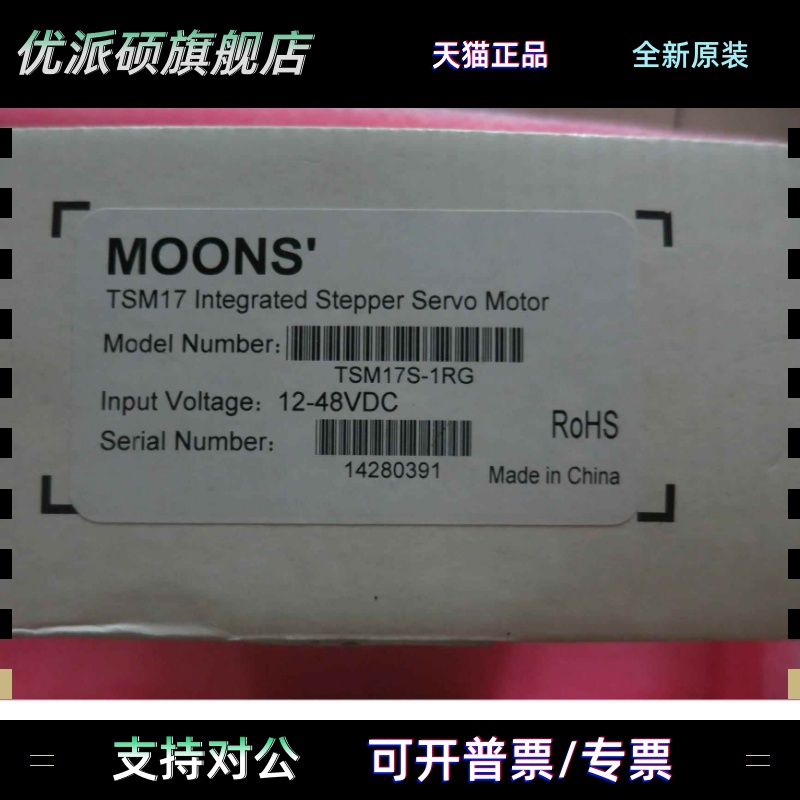 优派硕旗舰店 天猫正品 全新原装
MOONS'
TSM17 Integrated Stepper Servo Motor
Model Number:
TSM17S-1RG
Input Voltage: 12-48VDC
Serial Number:
14280391
RoHS
Made in China
支持对公 可开普票/专票